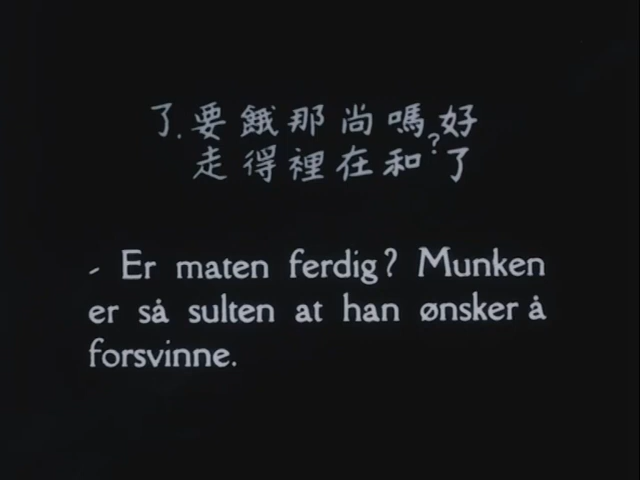 好了
嗎?和
尚在
那裡
餓得
要走
了.
- Er maten ferdig? Munken
er så sulten at han ønsker å
forsvinne.